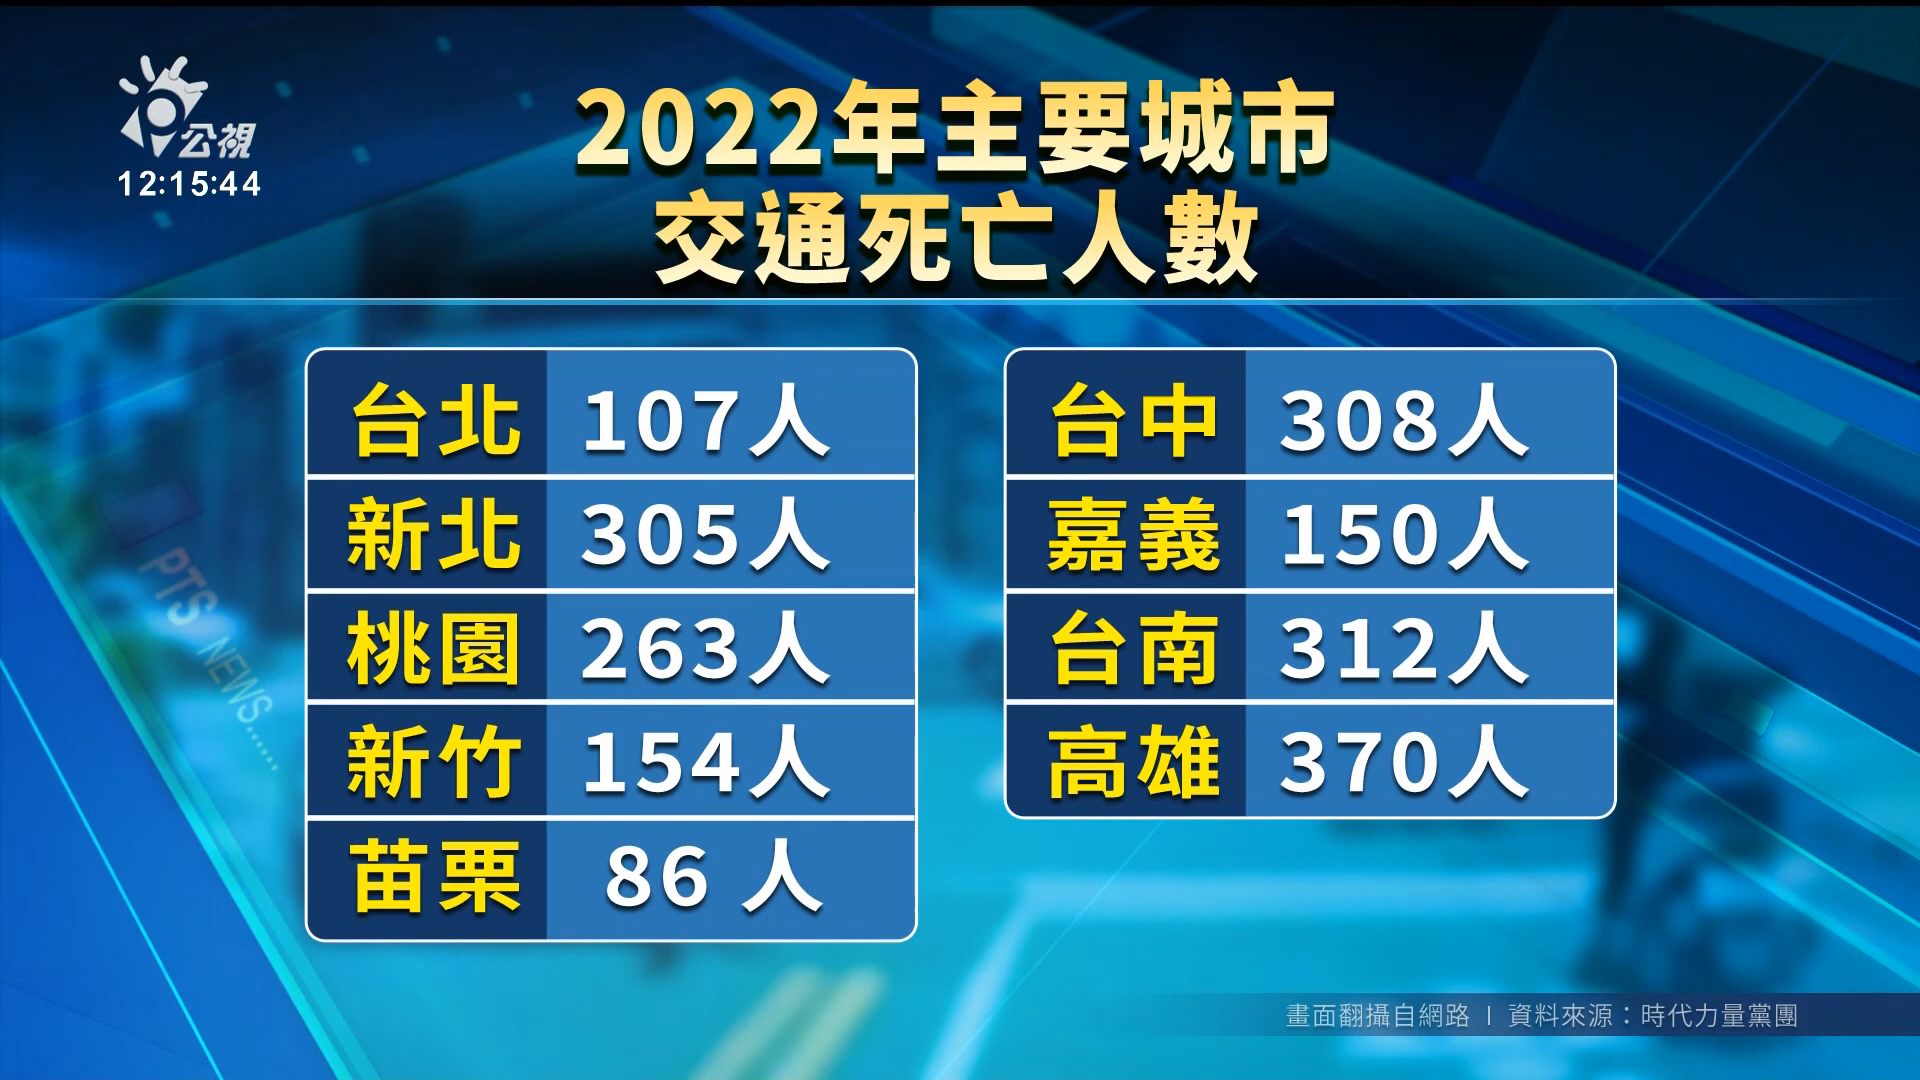 公視
12:15:44
2022年主要城市
交通死亡人數
台北 107人
新北 305人
桃園 263人
新竹 154人
苗栗 86人
台中 308人
嘉義 150人
台南 312人
高雄 370人
PTS NEWS......
畫面翻攝自網路 | 資料來源：時代力量黨團